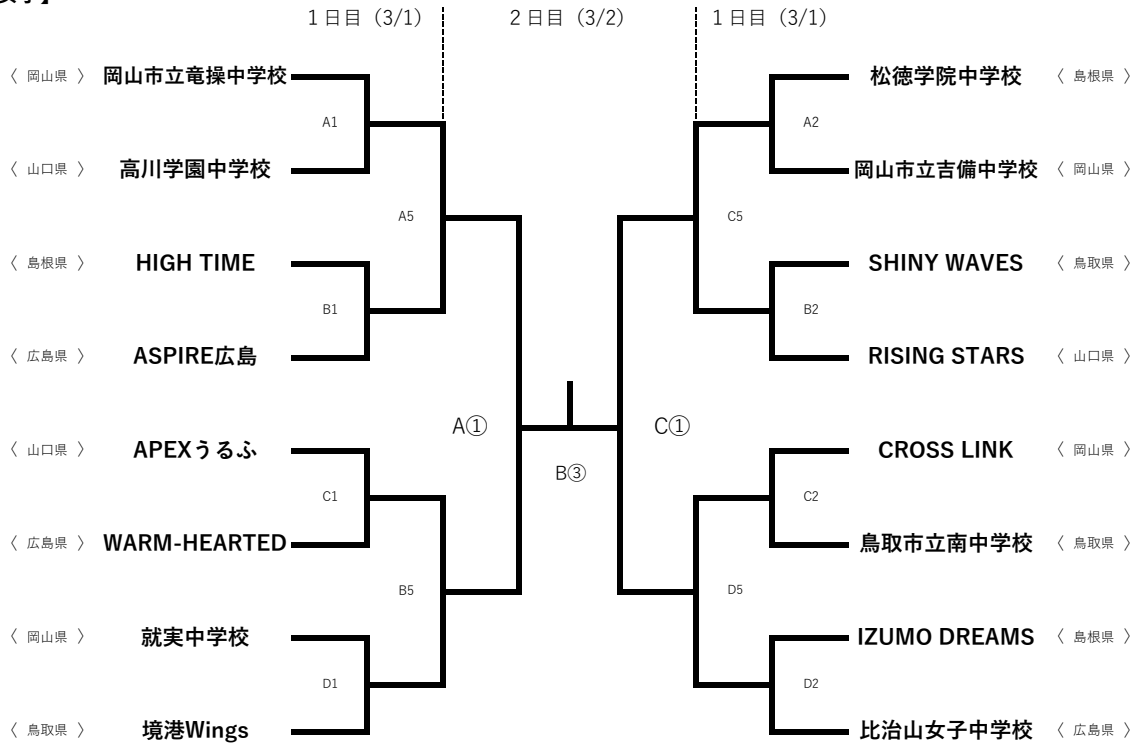 子】
1日目（3/1）　2日目（3/2）　1日目（3/1）
〈 岡山県 〉 岡山市立竜操中学校　松徳学院中学校 〈 島根県 〉
A1　A2
〈 山口県 〉 高川学園中学校　岡山市立吉備中学校 〈 岡山県 〉
A5　C5
〈 島根県 〉 HIGH TIME　SHINY WAVES 〈 鳥取県 〉
B1　B2
〈 広島県 〉 ASPIRE広島　RISING STARS 〈 山口県 〉
A①　C①
〈 山口県 〉 APEXうるふ　CROSS LINK 〈 岡山県 〉
B③
C1　C2
〈 広島県 〉 WARM-HEARTED　鳥取市立南中学校 〈 鳥取県 〉
B5　D5
〈 岡山県 〉 就実中学校　IZUMO DREAMS 〈 島根県 〉
D1　D2
〈 鳥取県 〉 境港Wings　比治山女子中学校 〈 広島県 〉